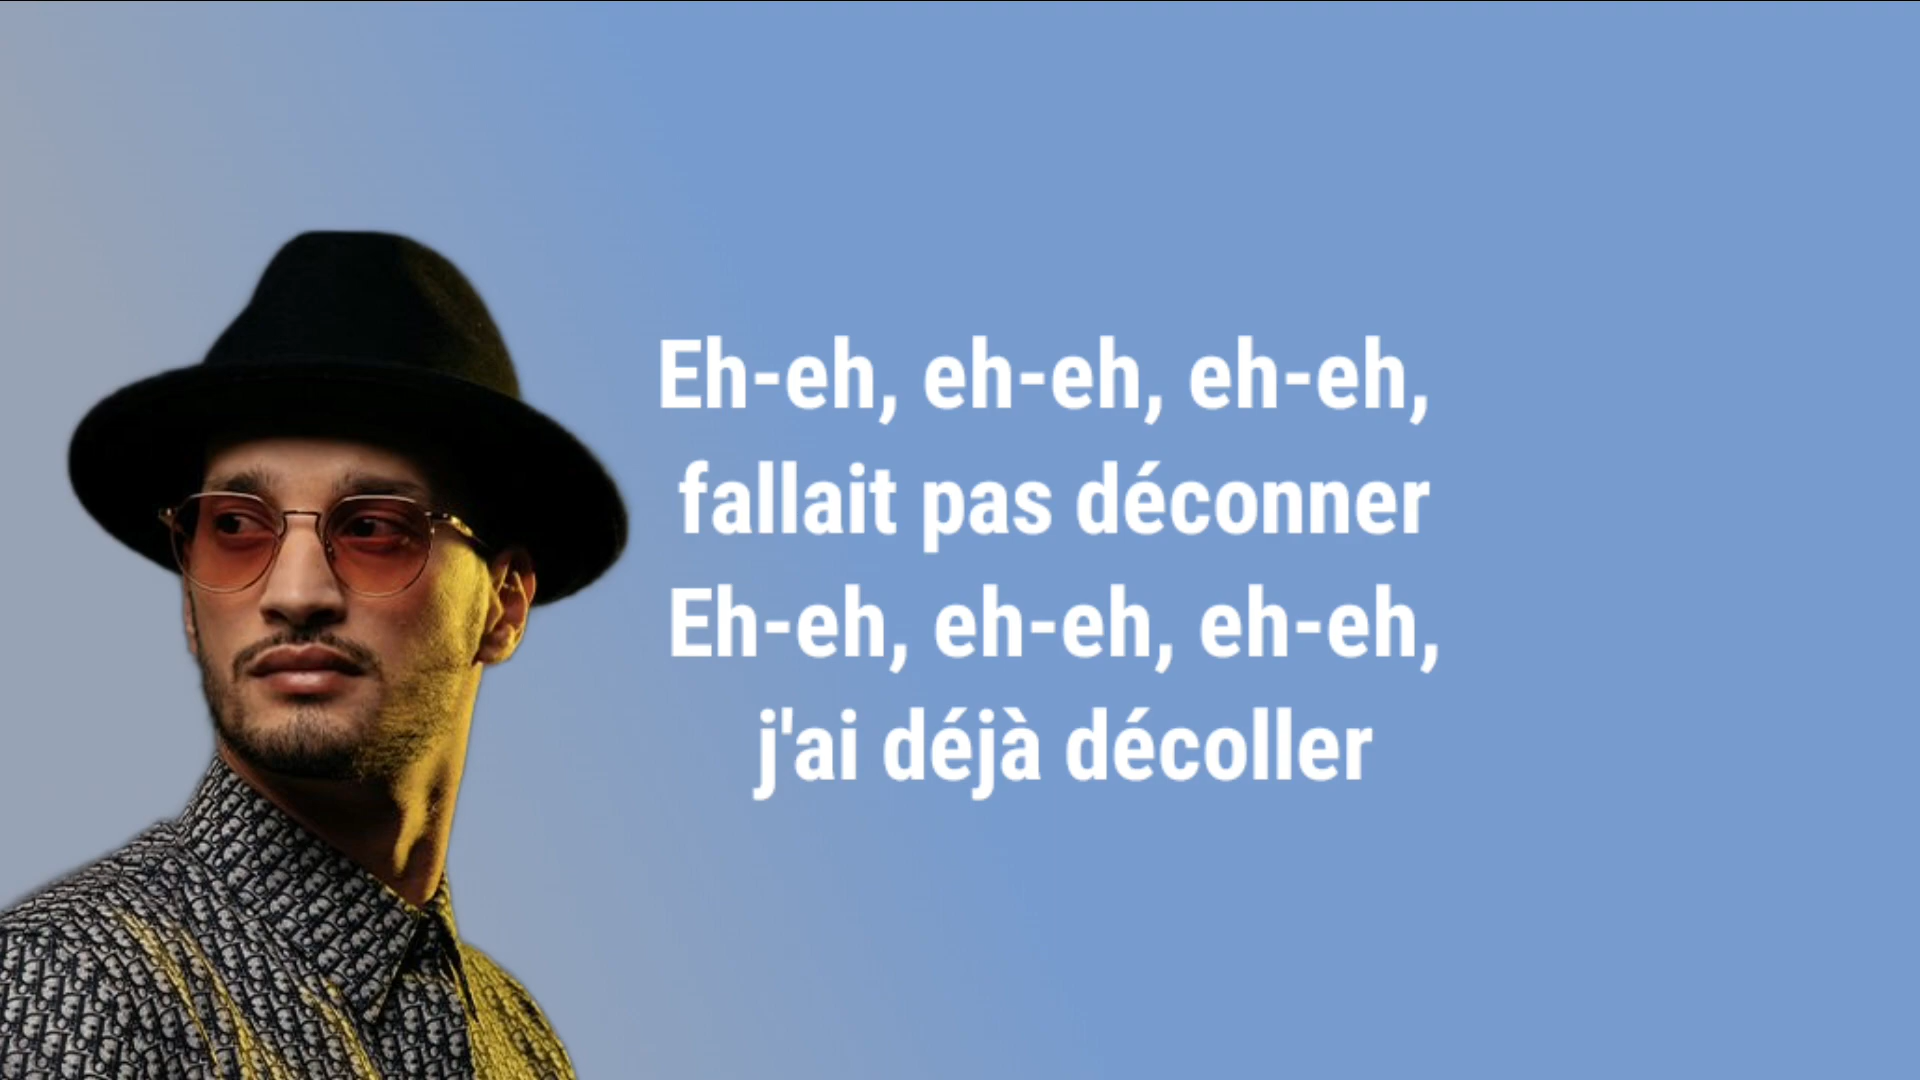 Eh-eh, eh-eh, eh-eh,
fallait pas déconner
Eh-eh, eh-eh, eh-eh,
j'ai déjà décoller